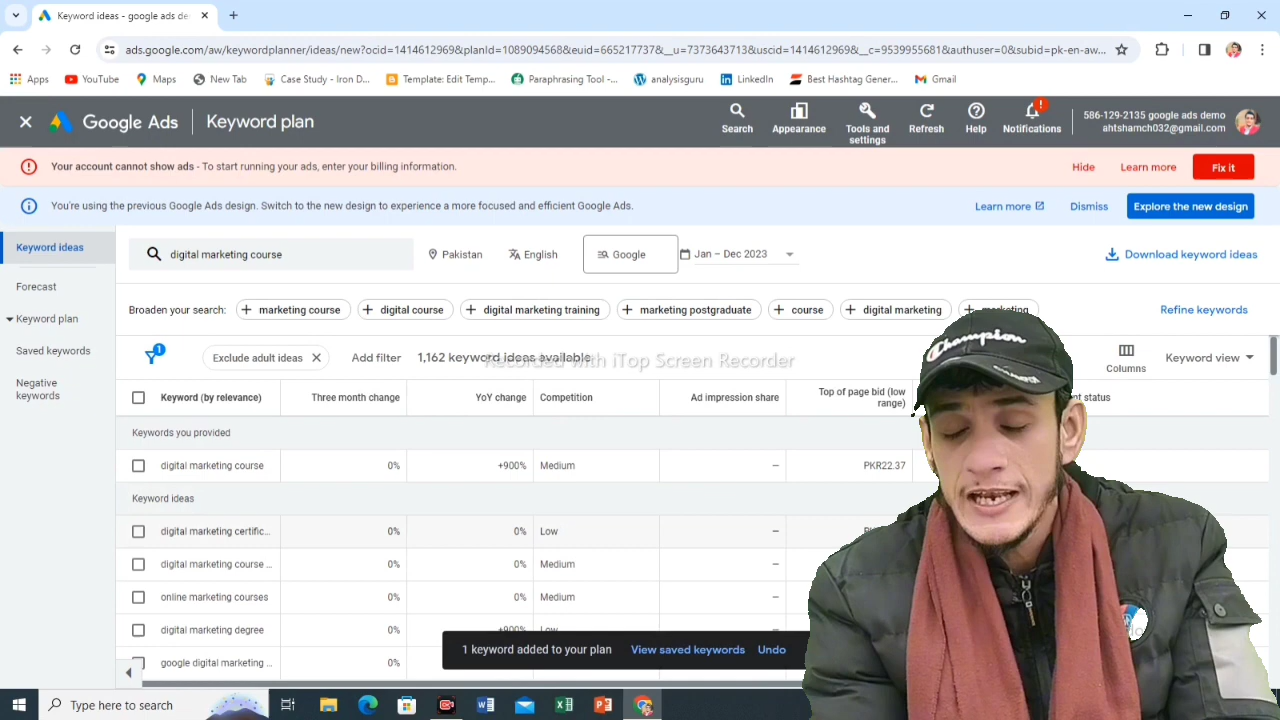 Keyword ideas - google ads de
ads.google.com/aw/keywordplanner/ideas/new?ocid=1414612969&planId=1089094568&euid=665217737&__u=7373643713&uscid=1414612969&__c=9539955681&authuser=0&subid=pk-en-aw...
Apps YouTube Maps New Tab Case Study - Iron D... Template: Edit Temp... Paraphrasing Tool -... analysisguru LinkedIn Best Hashtag Gener... Gmail
Google Ads Keyword plan Search Appearance Tools and settings Refresh Help Notifications
586-129-2135 google ads demo
ahtshamch032@gmail.com
Your account cannot show ads - To start running your ads, enter your billing information. Hide Learn more Fix it
You're using the previous Google Ads design. Switch to the new design to experience a more focused and efficient Google Ads. Learn more Dismiss Explore the new design
Keyword ideas
Forecast
Keyword plan
Saved keywords
Negative
keywords
digital marketing course Pakistan English Google Jan – Dec 2023 Download keyword ideas
Broaden your search: marketing course digital course digital marketing training marketing postgraduate course digital marketing marketing Refine keywords
1 Exclude adult ideas Add filter 1,162 keyword ideas available Columns Keyword view
Recorded with iTop Screen Recorder
Keyword (by relevance) Three month change YoY change Competition Ad impression share Top of page bid (low range) status
Keywords you provided
digital marketing course 0% +900% Medium – PKR22.37
Keyword ideas
digital marketing certific... 0% 0% Low –
digital marketing course ... 0% 0% Medium –
online marketing courses 0% 0% Medium –
digital marketing degree 0% +900% Low
google digital marketing ... 0%
1 keyword added to your plan View saved keywords Undo
Champion
Type here to search